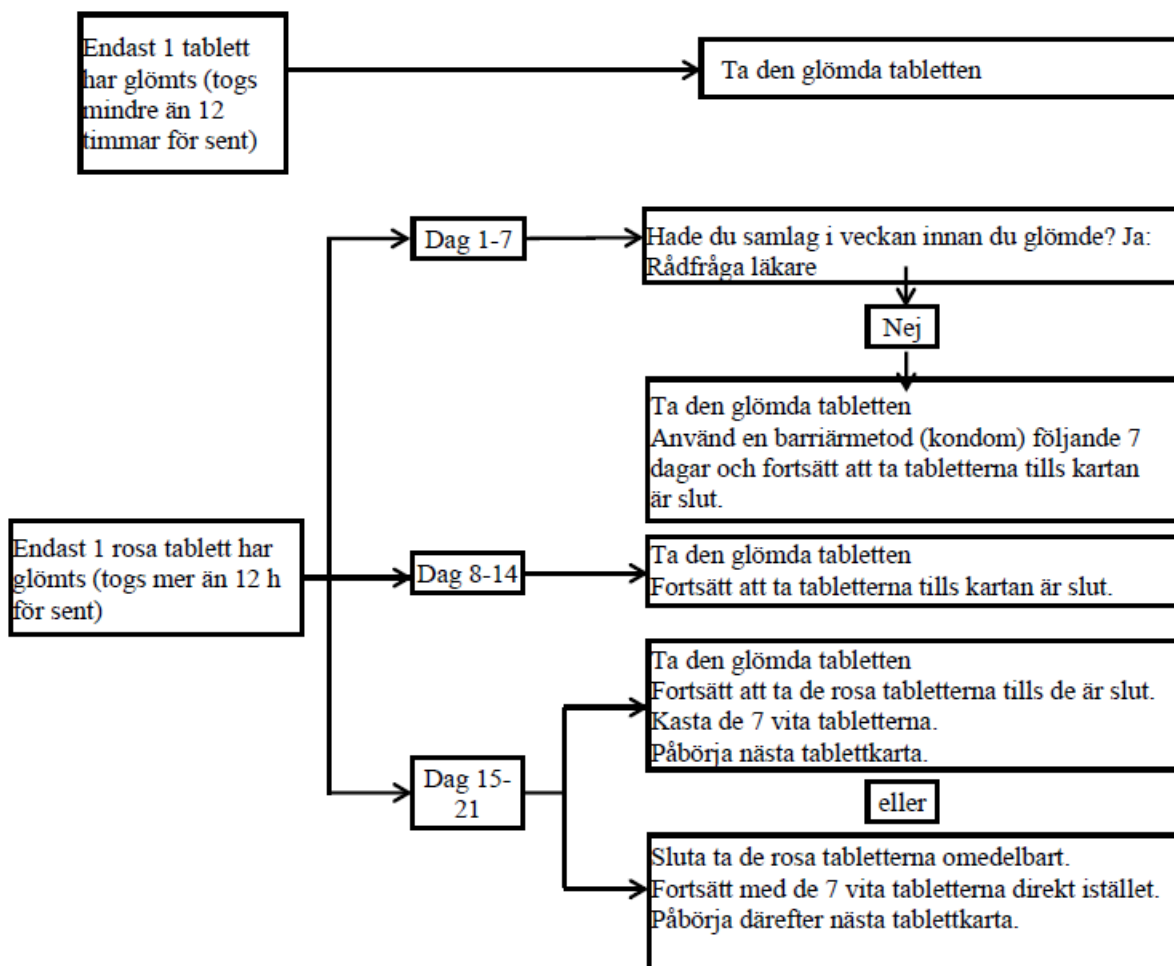 Endast 1 tablett
har glömts (togs
mindre än 12
timmar för sent)
Ta den glömda tabletten
Dag 1-7
Hade du samlag i veckan innan du glömde? Ja:
Rådfråga läkare
Nej
Ta den glömda tabletten
Använd en barriärmetod (kondom) följande 7
dagar och fortsätt att ta tabletterna tills kartan
är slut.
Endast 1 rosa tablett har
glömts (togs mer än 12 h
för sent)
Dag 8-14
Ta den glömda tabletten
Fortsätt att ta tabletterna tills kartan är slut.
Dag 15-
21
Ta den glömda tabletten
Fortsätt att ta de rosa tabletterna tills de är slut.
Kasta de 7 vita tabletterna.
Påbörja nästa tablettkarta.
eller
Sluta ta de rosa tabletterna omedelbart.
Fortsätt med de 7 vita tabletterna direkt istället.
Påbörja därefter nästa tablettkarta.